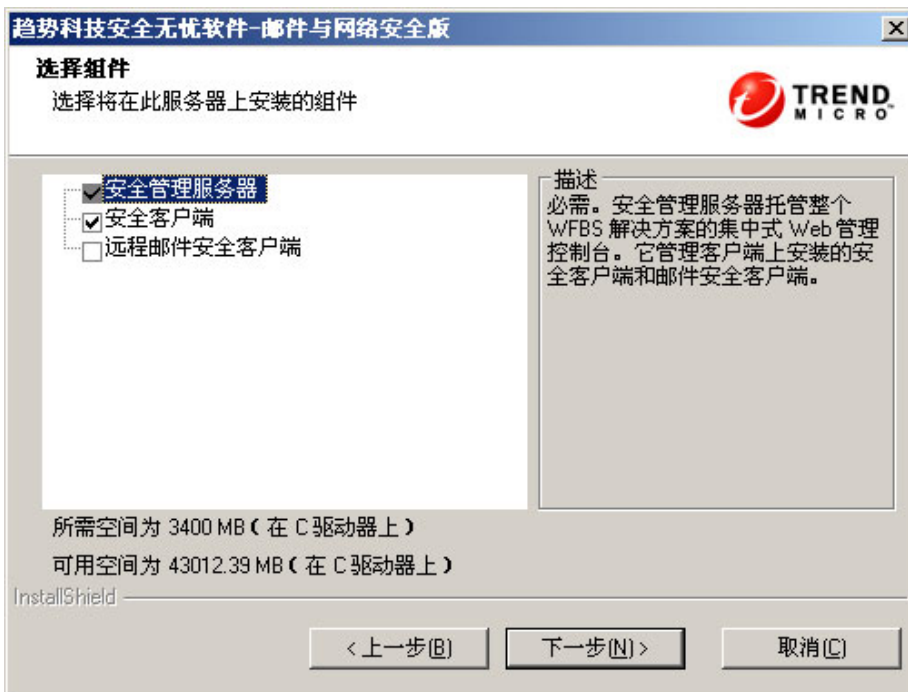 趋势科技安全无忧软件-邮件与网络安全版
选择组件
选择将在此服务器上安装的组件
TREND
MICRO
安全管理服务器
安全客户端
远程邮件安全客户端
描述
必需。安全管理服务器托管整个
WFBS 解决方案的集中式 Web 管理
控制台。它管理客户端上安装的安
全客户端和邮件安全客户端。
所需空间为 3400 MB（在 C 驱动器上）
可用空间为 43012.39 MB（在 C 驱动器上）
InstallShield
<上一步(B)
下一步(N)>
取消(C)